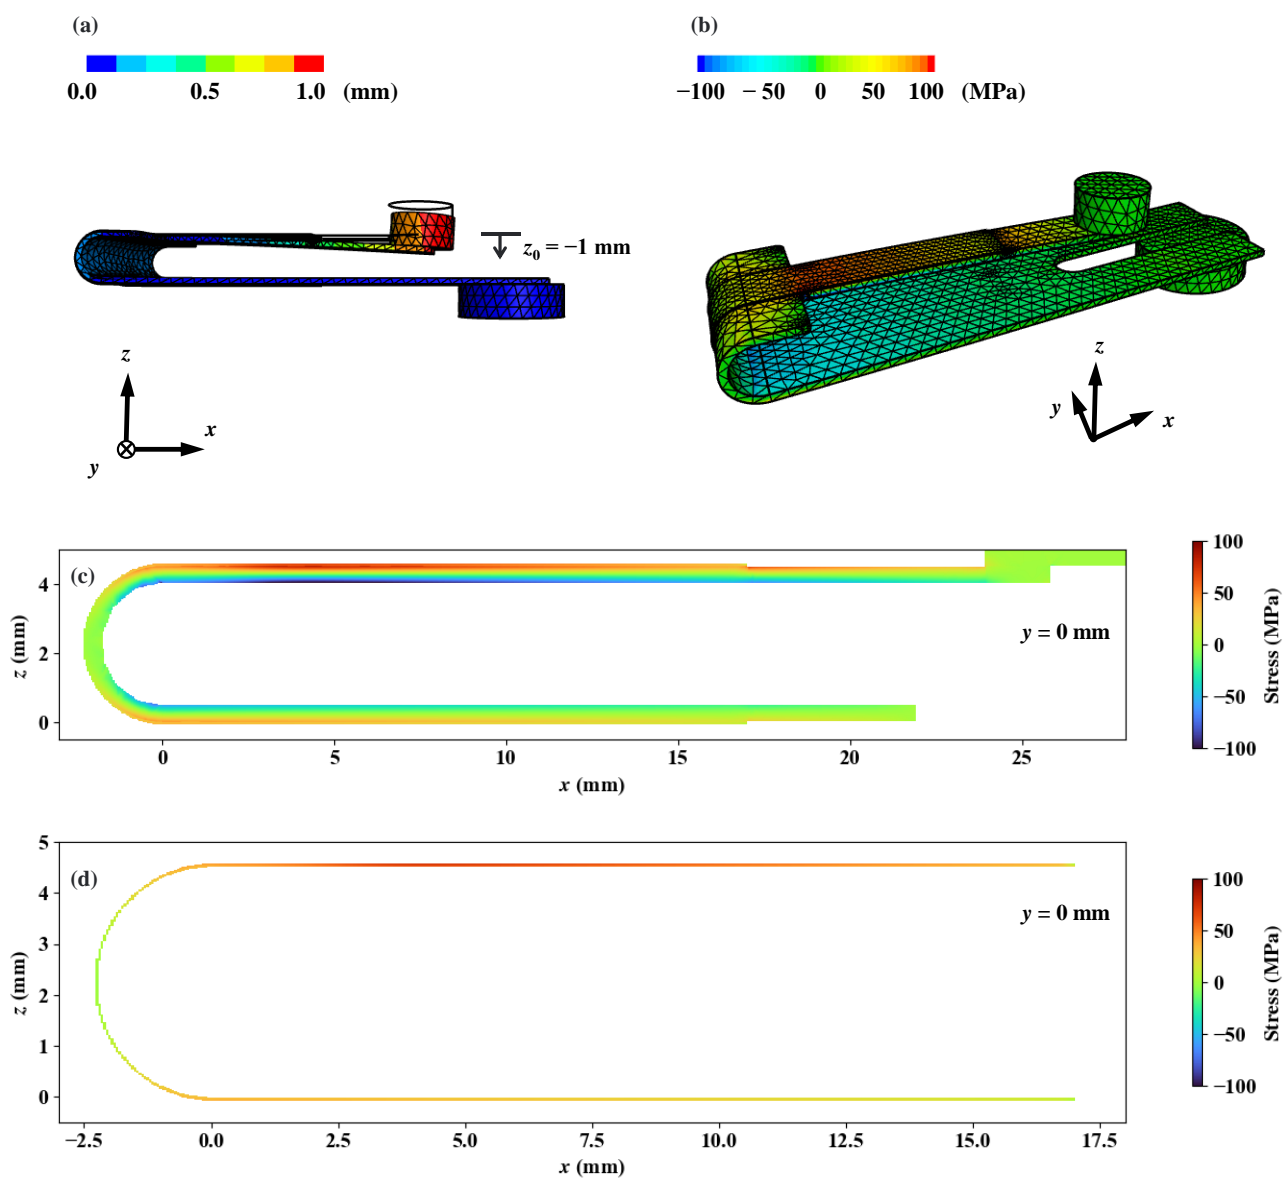 (a)
0.0 0.5 1.0 (mm)
z₀ = −1 mm
z
x
y
(b)
−100 − 50 0 50 100 (MPa)
z
y
x
(c)
y = 0 mm
4
2
0
z (mm)
0 5 10 15 20 25
x (mm)
100
50
0
−50
−100
Stress (MPa)
(d)
y = 0 mm
5
4
3
2
1
0
z (mm)
−2.5 0.0 2.5 5.0 7.5 10.0 12.5 15.0 17.5
x (mm)
100
50
0
−50
−100
Stress (MPa)